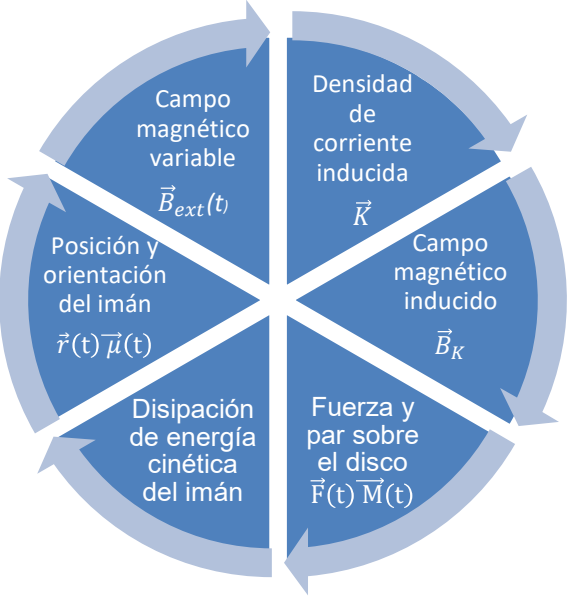 Campo
magnético
variable
B⃗ext(t)
Densidad
de
corriente
inducida
K⃗
Campo
magnético
inducido
B⃗K
Fuerza y
par sobre
el disco
F⃗(t) M⃗(t)
Disipación
de energía
cinética
del imán
Posición y
orientación
del imán
r⃗(t) μ⃗(t)